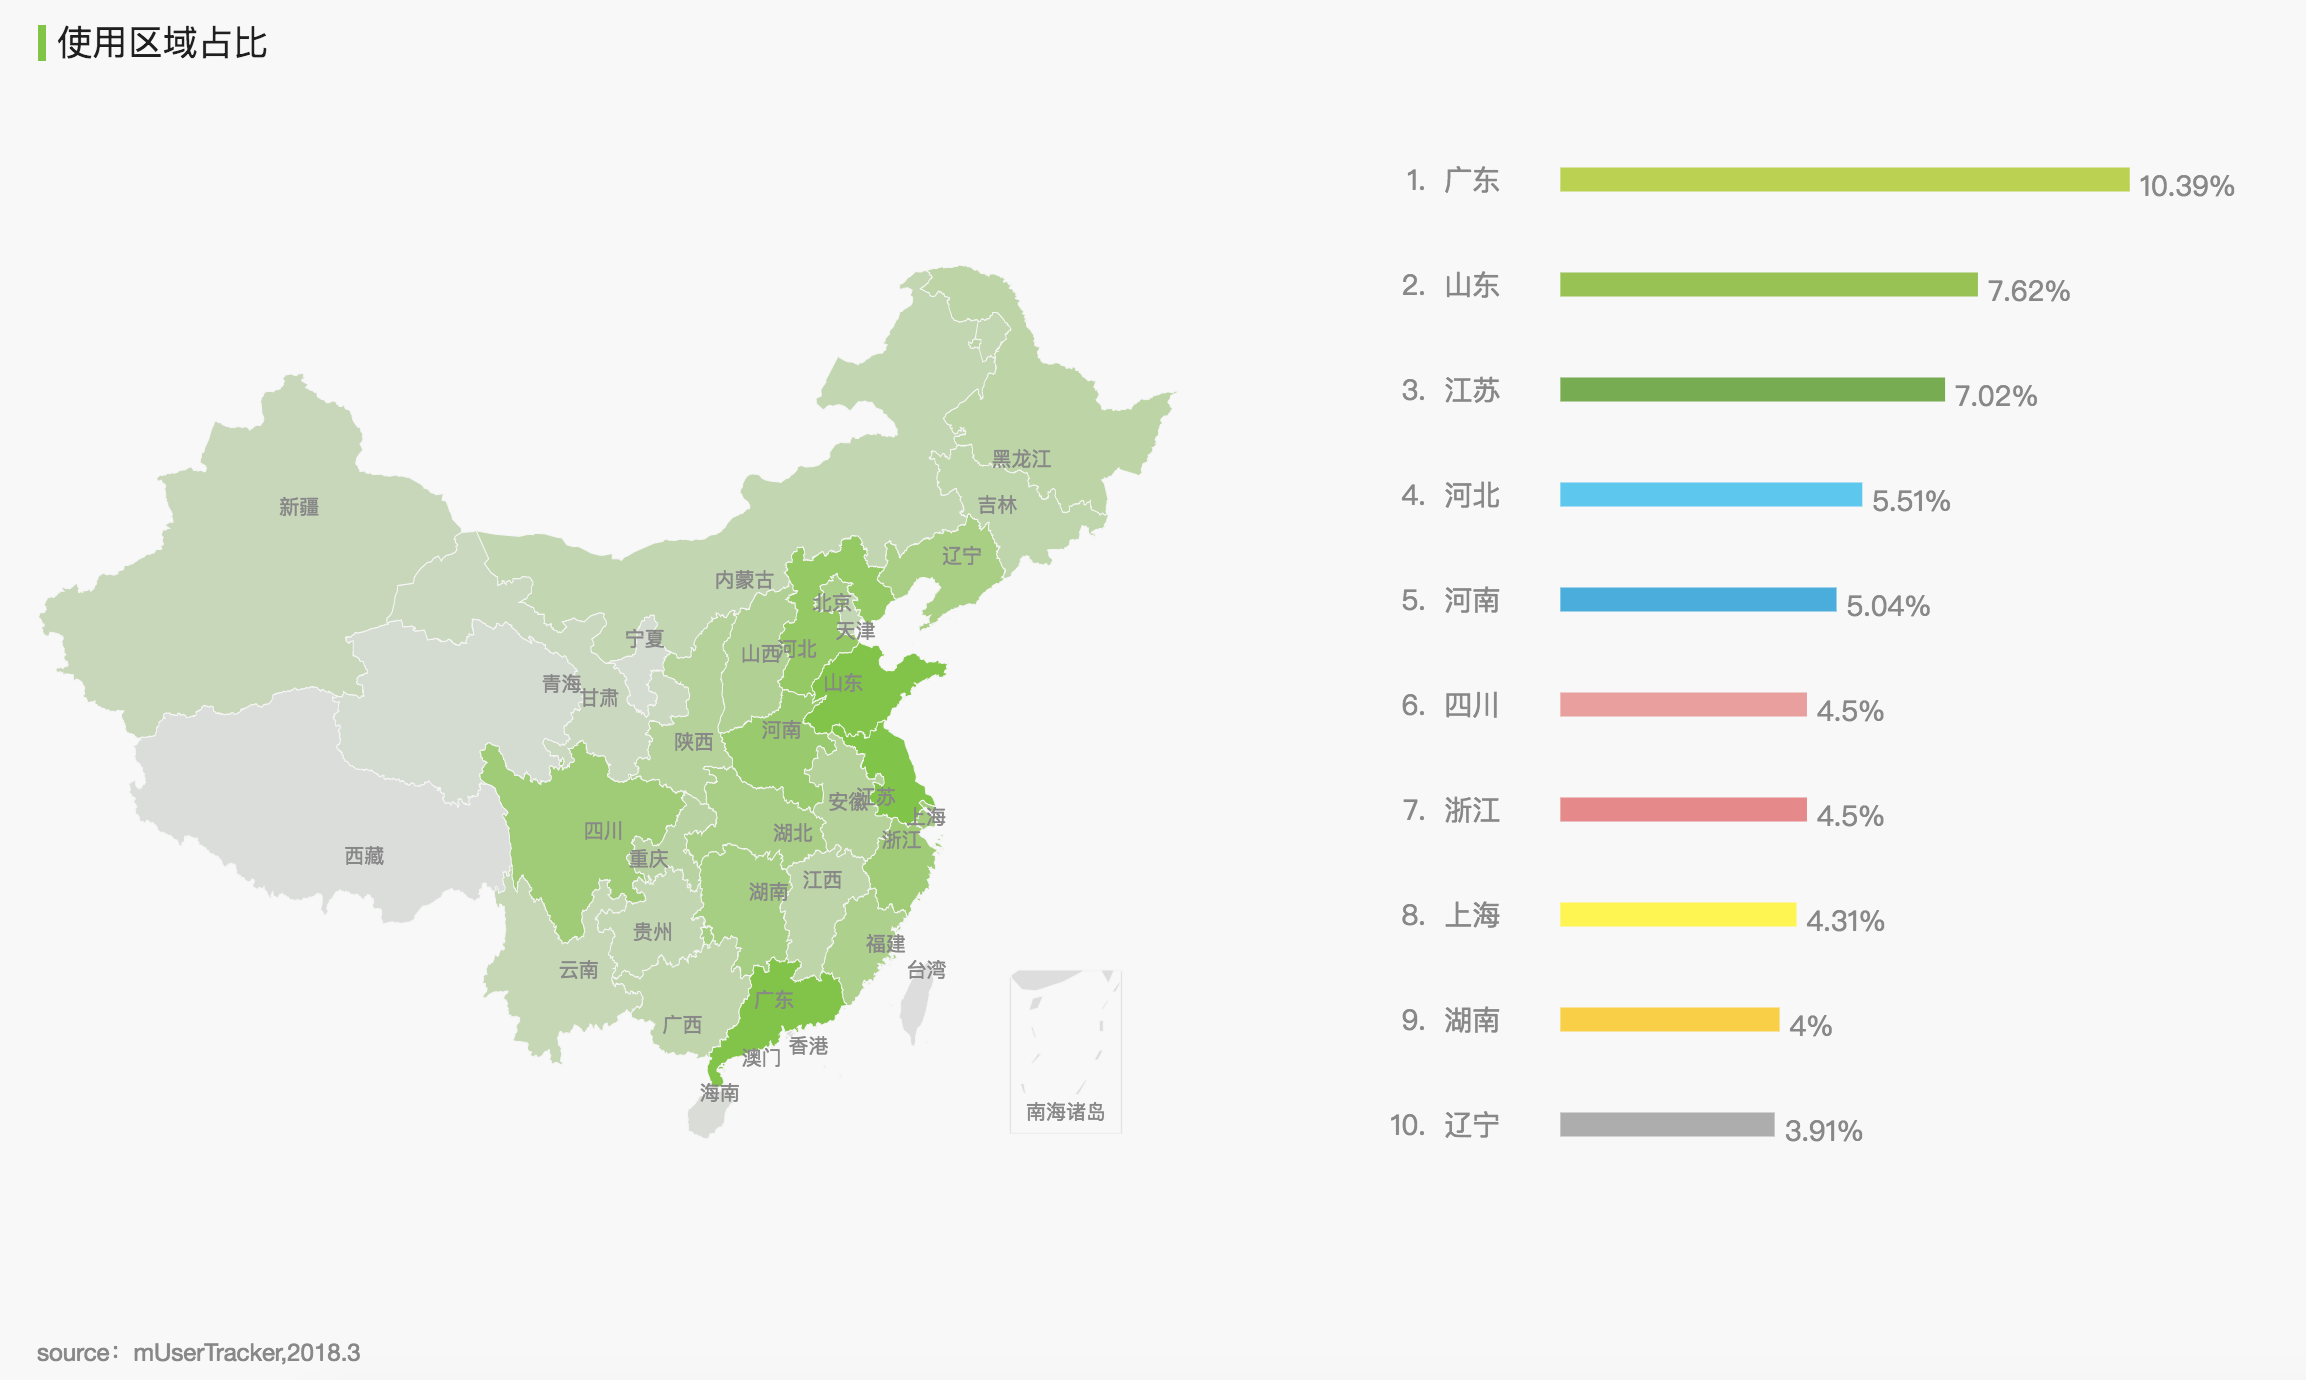 使用区域占比
1. 广东 10.39%
2. 山东 7.62%
3. 江苏 7.02%
4. 河北 5.51%
5. 河南 5.04%
6. 四川 4.5%
7. 浙江 4.5%
8. 上海 4.31%
9. 湖南 4%
10. 辽宁 3.91%
黑龙江
吉林
新疆
辽宁
内蒙古
北京
天津
宁夏
山西
河北
青海
甘肃
山东
河南
陕西
安徽
江苏
上海
四川
湖北
浙江
西藏
重庆
湖南
江西
贵州
福建
云南
台湾
广东
广西
香港
澳门
海南
南海诸岛
source：mUserTracker,2018.3